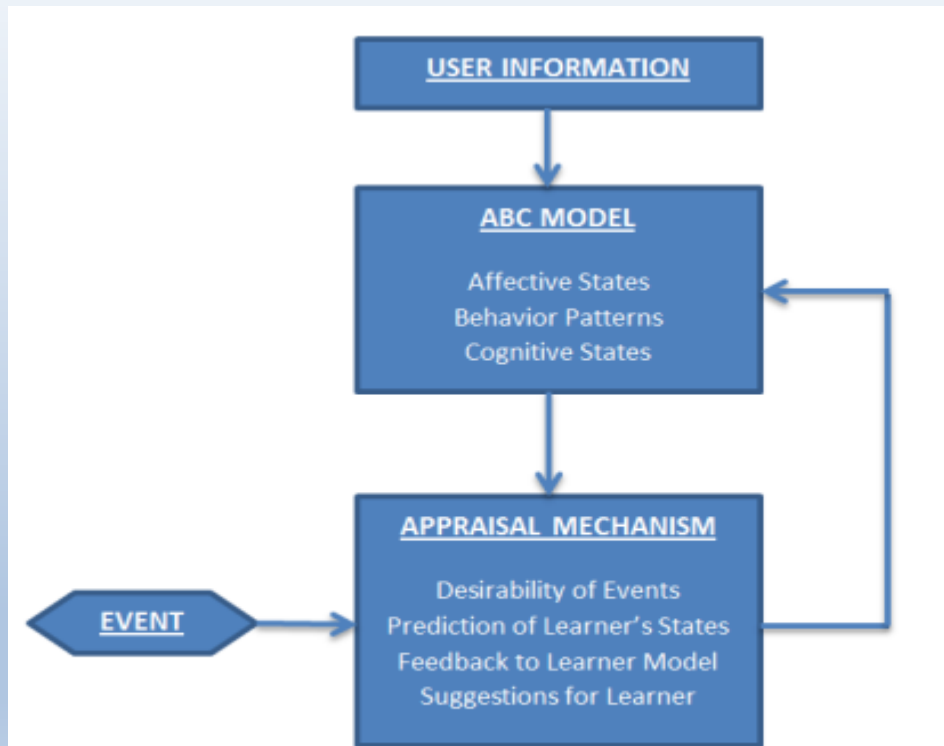 USER INFORMATION
ABC MODEL
Affective States
Behavior Patterns
Cognitive States
APPRAISAL MECHANISM
Desirability of Events
Prediction of Learner's States
Feedback to Learner Model
Suggestions for Learner
EVENT